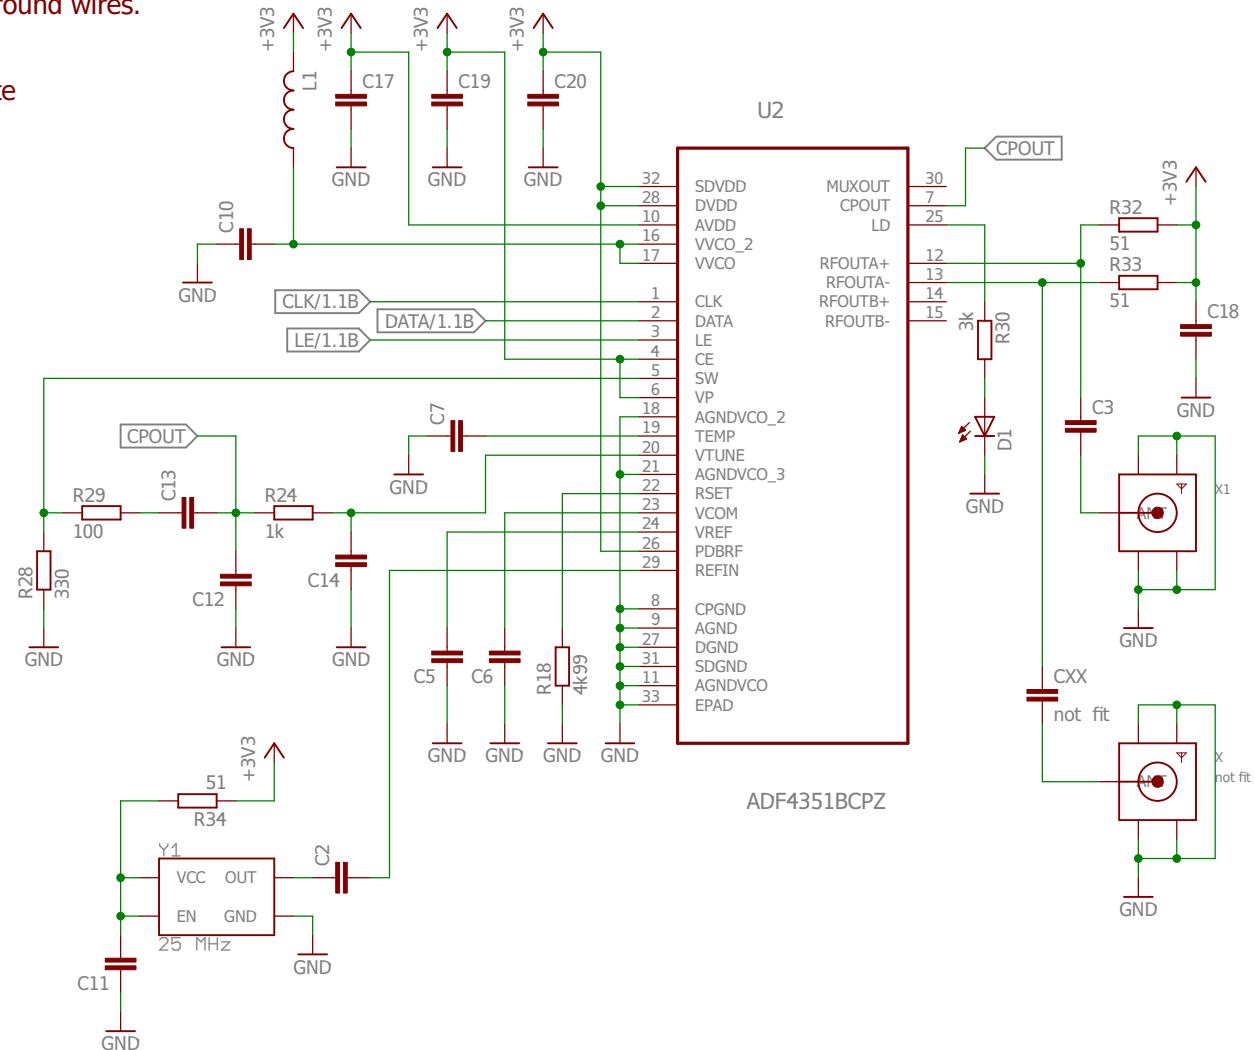 round wires.
te
+3V3
+3V3
+3V3
+3V3
L1
C17
C19
C20
GND
GND
GND
C10
GND
U2
CPOUT
32 SDVDD
28 DVDD
10 AVDD
16 VVCO_2
17 VVCO
1 CLK
2 DATA
3 LE
4 CE
5 SW
6 VP
18 AGNDVCO_2
19 TEMP
20 VTUNE
21 AGNDVCO_3
22 RSET
23 VCOM
24 VREF
26 PDBRF
29 REFIN
8 CPGND
9 AGND
27 DGND
31 SDGND
11 AGNDVCO
33 EPAD
MUXOUT 30
CPOUT 7
LD 25
RFOUTA+ 12
RFOUTA- 13
RFOUTB+ 14
RFOUTB- 15
ADF4351BCPZ
CLK/1.1B
DATA/1.1B
LE/1.1B
+3V3
R32
51
R33
51
C18
GND
3k
R30
D1
GND
C3
ANT
X1
GND
CXX
not fit
ANT
X
not fit
GND
C7
GND
CPOUT
R29
100
C13
R24
1k
R28
330
GND
C12
GND
C14
GND
C5
GND
C6
GND
R18
4k99
GND
GND
+3V3
51
R34
Y1
VCC OUT
EN GND
25 MHz
C2
GND
C11
GND